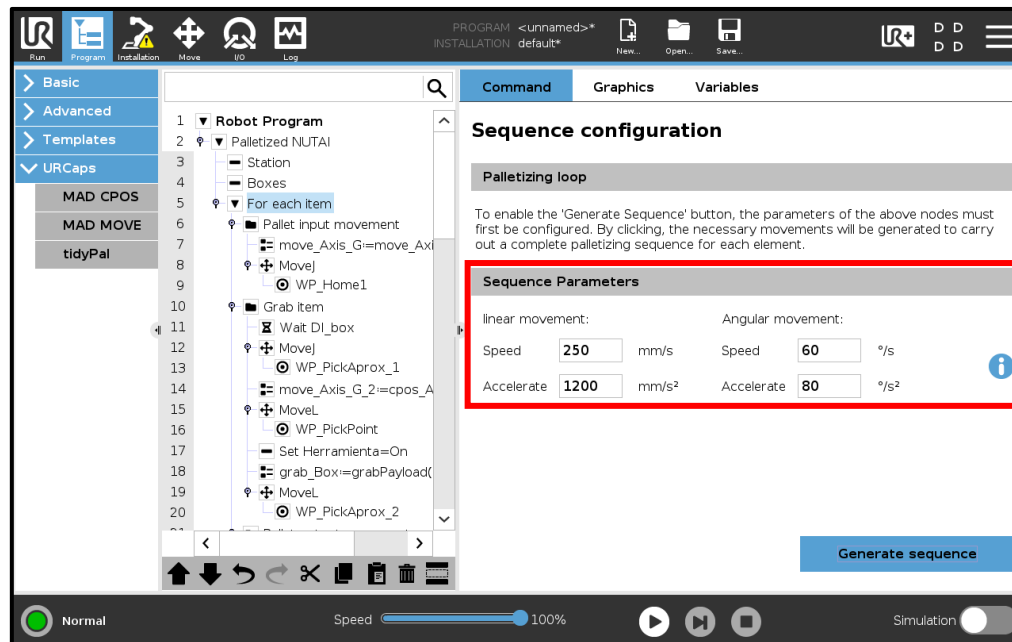 PROGRAM <unnamed>*
INSTALLATION default*
UR
UR+
D D
D D
Run
Program
Installation
Move
I/O
Log
New...
Open...
Save...
Basic
Advanced
Templates
URCaps
MAD CPOS
MAD MOVE
tidyPal
1 Robot Program
2 Palletized NUTAI
3 Station
4 Boxes
5 For each item
6 Pallet input movement
7 move_Axis_G:=move_Axi
8 MoveJ
9 WP_Home1
10 Grab item
11 Wait DI_box
12 MoveJ
13 WP_PickAprox_1
14 move_Axis_G_2:=cpos_A
15 MoveL
16 WP_PickPoint
17 Set Herramienta=On
18 grab_Box:=grabPayload(
19 MoveL
20 WP_PickAprox_2
Command
Graphics
Variables
Sequence configuration
Palletizing loop
To enable the 'Generate Sequence' button, the parameters of the above nodes must
first be configured. By clicking, the necessary movements will be generated to carry
out a complete palletizing sequence for each element.
Sequence Parameters
linear movement:
Angular movement:
Speed 250 mm/s
Speed 60 °/s
Accelerate 1200 mm/s²
Accelerate 80 °/s²
Generate sequence
Normal
Speed 100%
Simulation